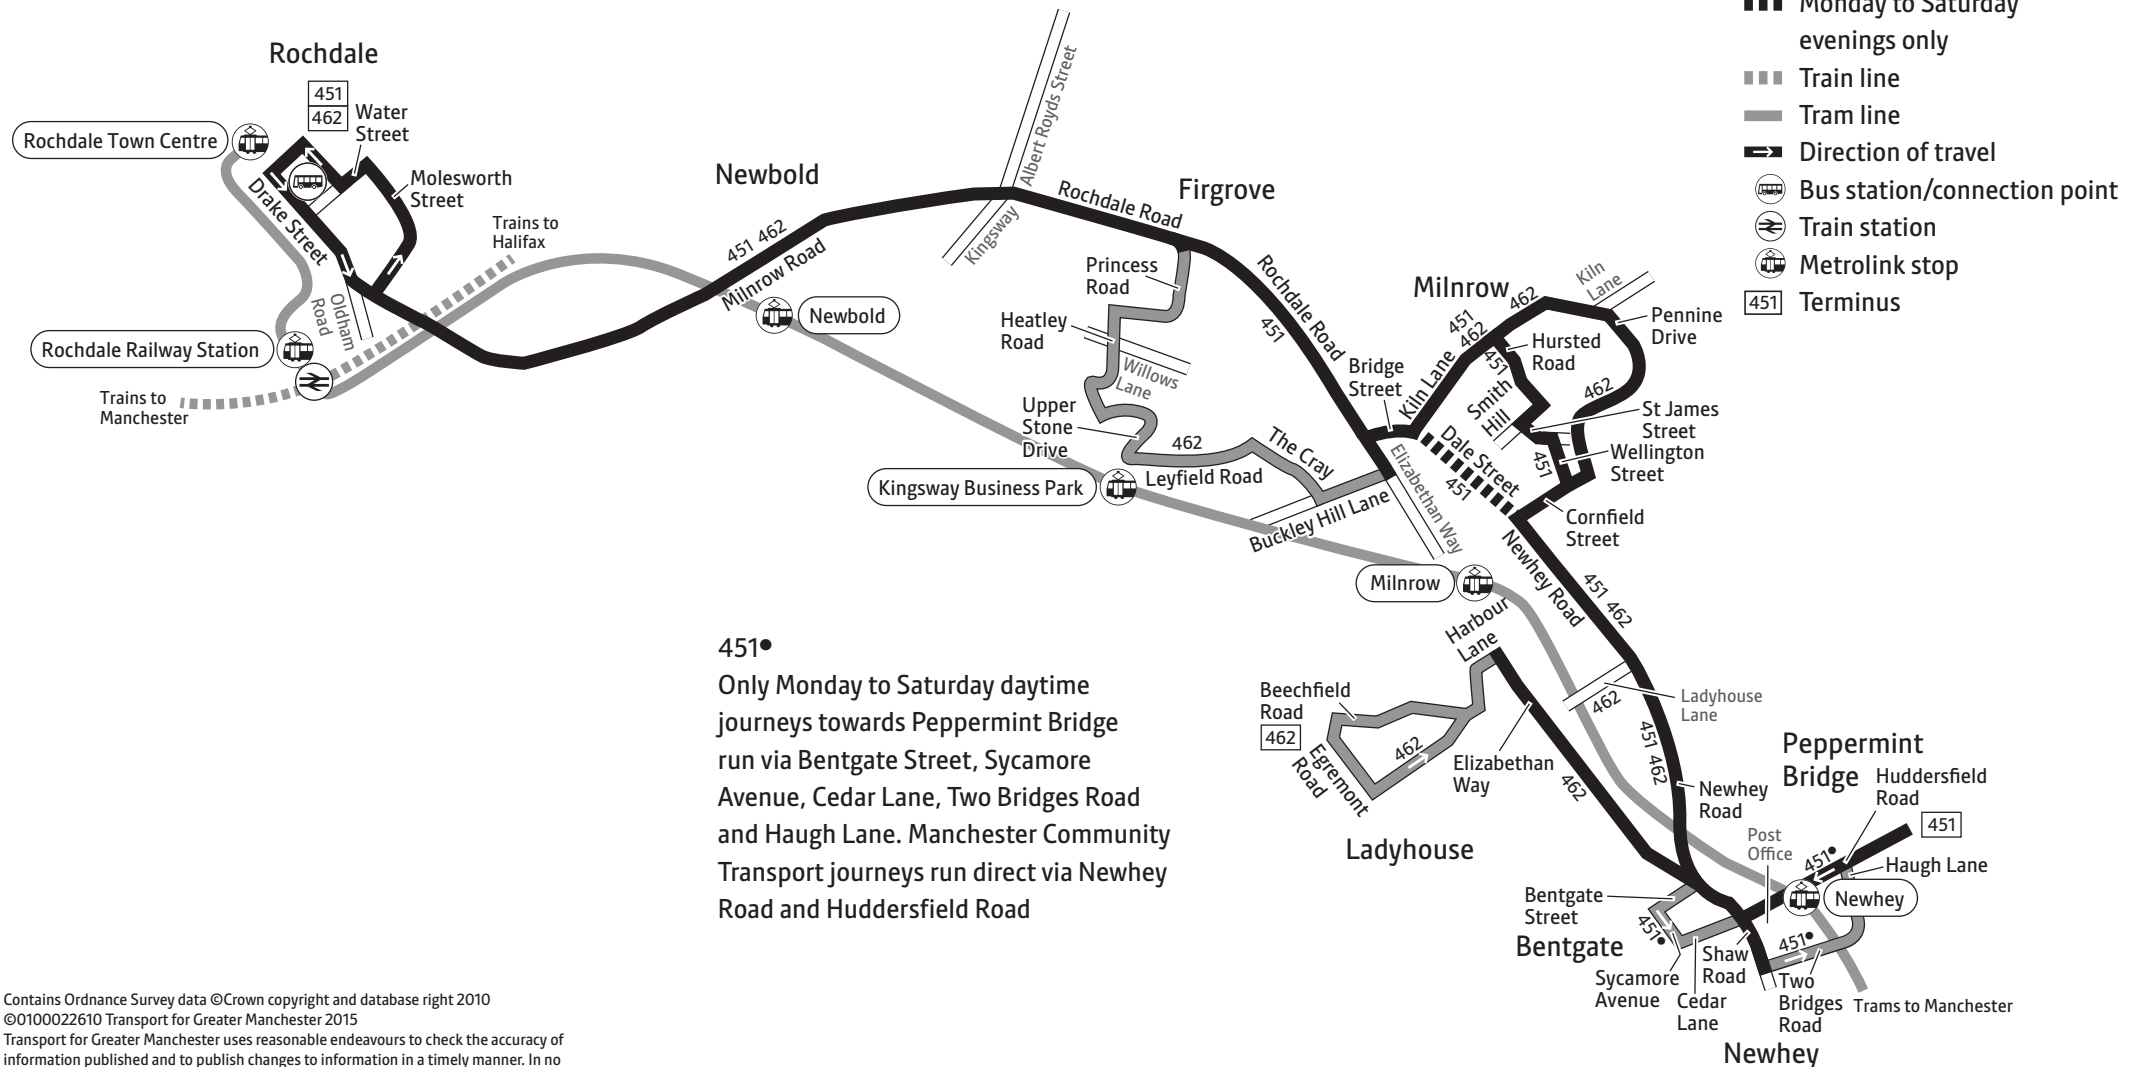 Monday to Saturday
evenings only
Train line
Tram line
Direction of travel
Bus station/connection point
Train station
Metrolink stop
451
Terminus
Rochdale
451
462
Water
Street
Rochdale Town Centre
Molesworth
Street
Drake Street
Trains to
Halifax
Oldham
Road
Rochdale Railway Station
Trains to
Manchester
Newbold
451 462
Milnrow Road
Newbold
Albert Royds Street
Kingsway
Rochdale Road
Firgrove
Princess
Road
Heatley
Road
Willows
Lane
Upper
Stone
Drive
462
Leyfield Road
The Cray
Kingsway Business Park
Buckley Hill Lane
Rochdale Road
451
Bridge
Street
Elizabethan Way
Milnrow
Kiln Lane
451
462
462
Kiln
Lane
Pennine
Drive
Hursted
Road
451
Smith
Hill
462
St James
Street
Wellington
Street
451
Dale Street
451
Cornfield
Street
Newhey Road
451 462
Milnrow
Harbour
Lane
Ladyhouse
Lane
462
451 462
Newhey
Road
Beechfield
Road
462
Egremont
Road
462
Elizabethan
Way
462
Ladyhouse
Peppermint
Bridge
Huddersfield
Road
451
Post
Office
451●
Haugh Lane
Newhey
Bentgate
Street
451●
Bentgate
Sycamore
Avenue
Cedar
Lane
Shaw
Road
451●
Two
Bridges
Road
Trams to Manchester
Newhey
451●
Only Monday to Saturday daytime
journeys towards Peppermint Bridge
run via Bentgate Street, Sycamore
Avenue, Cedar Lane, Two Bridges Road
and Haugh Lane. Manchester Community
Transport journeys run direct via Newhey
Road and Huddersfield Road
Contains Ordnance Survey data ©Crown copyright and database right 2010
©0100022610 Transport for Greater Manchester 2015
Transport for Greater Manchester uses reasonable endeavours to check the accuracy of
information published and to publish changes to information in a timely manner. In no